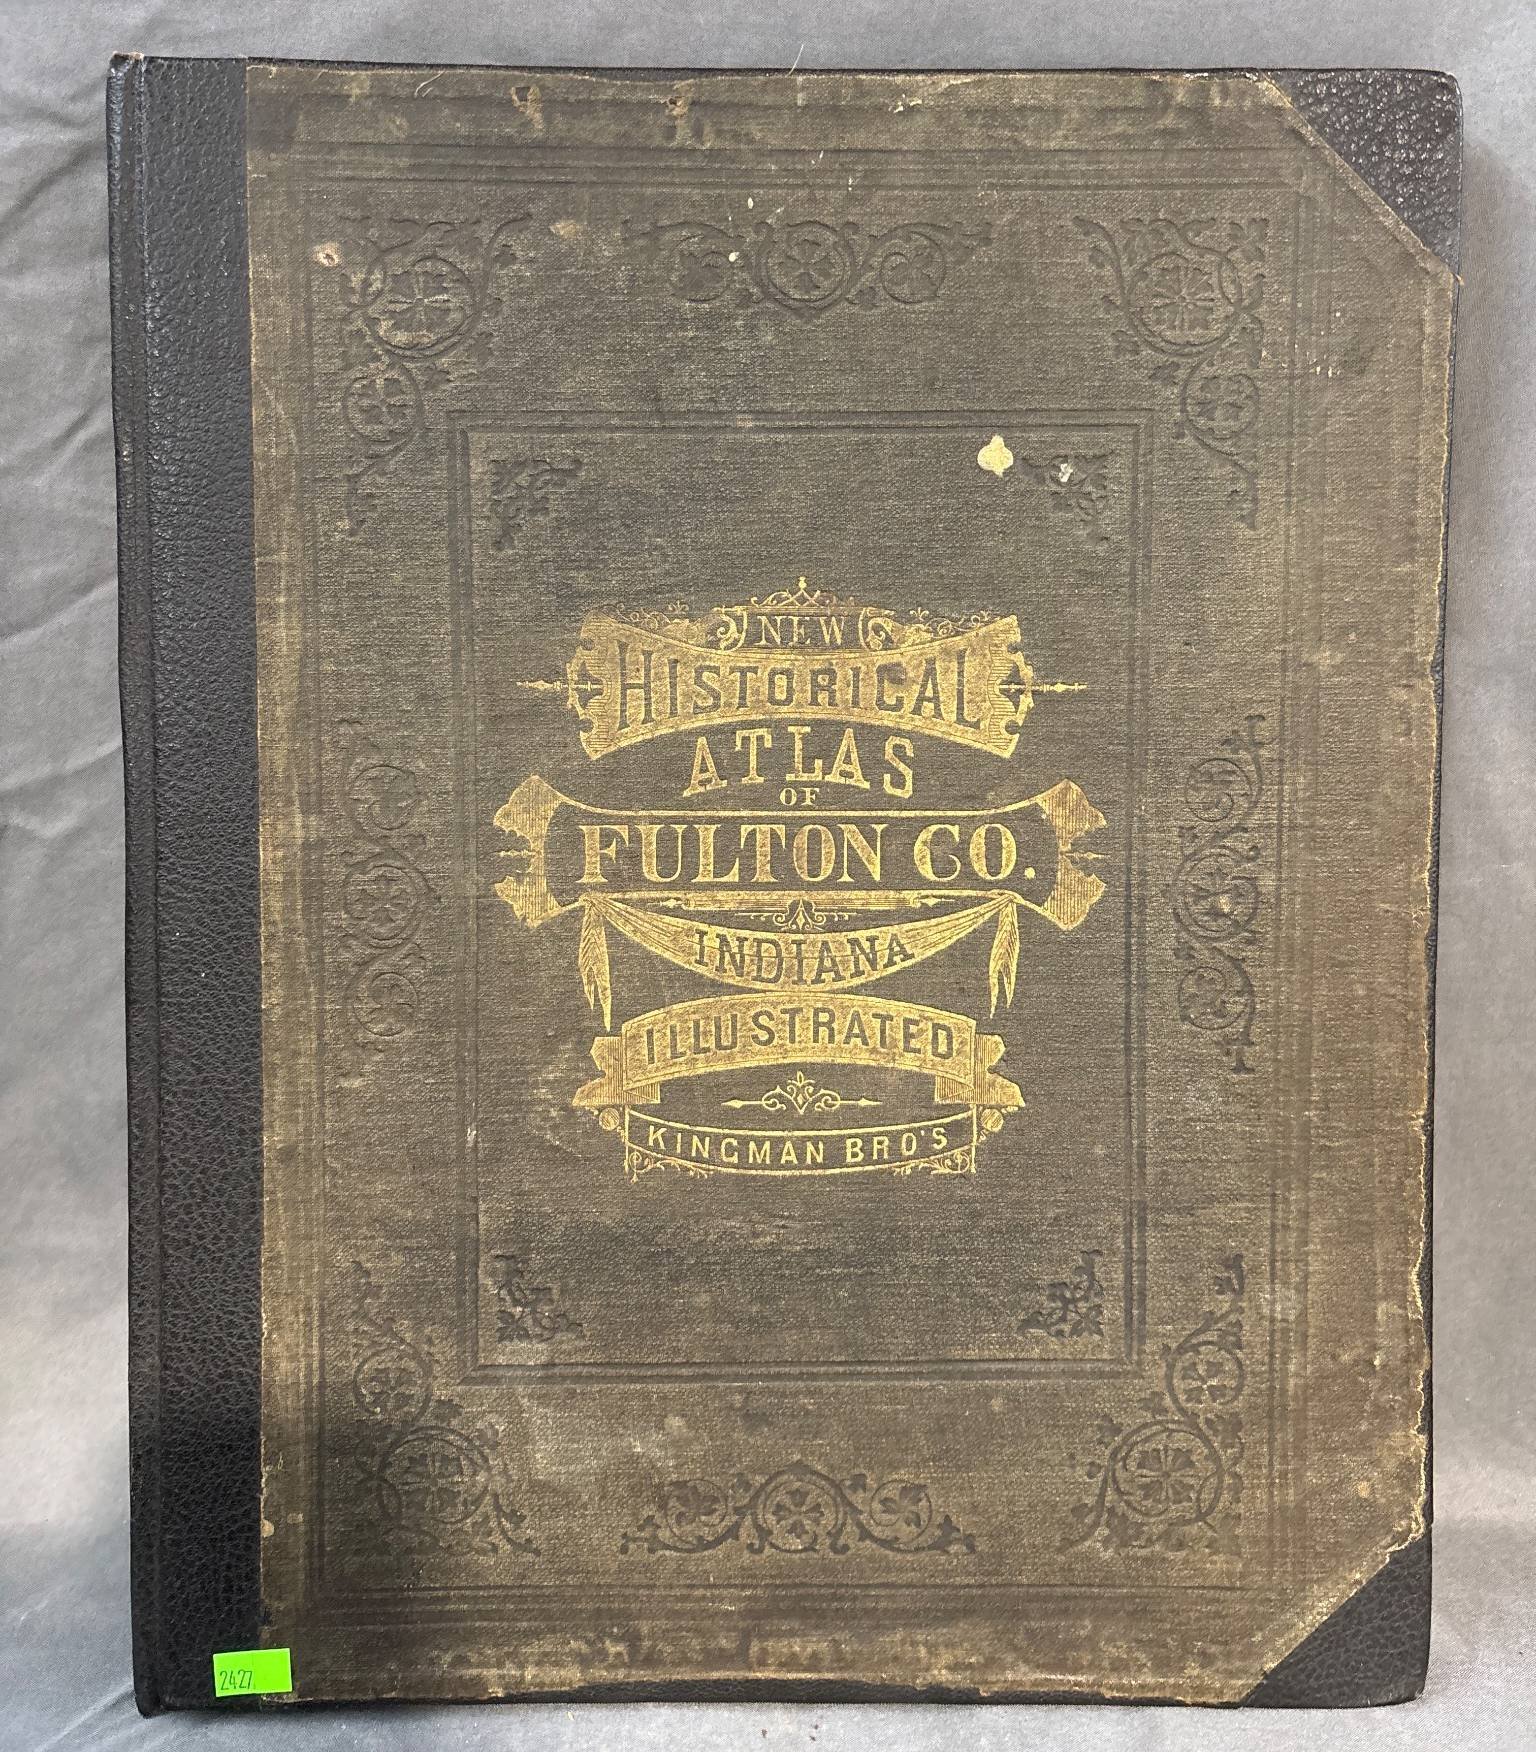 NEW
HISTORICAL
ATLAS
OF
FULTON CO.
INDIANA
ILLUSTRATED
KINGMAN BRO'S
2427